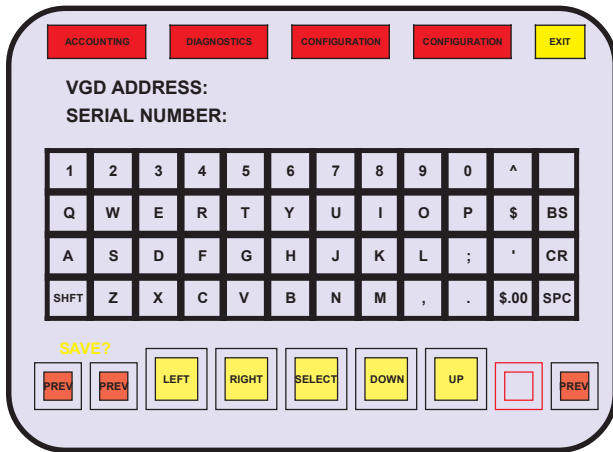 ACCOUNTING DIAGNOSTICS CONFIGURATION CONFIGURATION EXIT
VGD ADDRESS:
SERIAL NUMBER:
1 2 3 4 5 6 7 8 9 0 ^
Q W E R T Y U I O P $ BS
A S D F G H J K L ; ' CR
SHFT Z X C V B N M , . $.00 SPC
SAVE?
PREV PREV LEFT RIGHT SELECT DOWN UP PREV